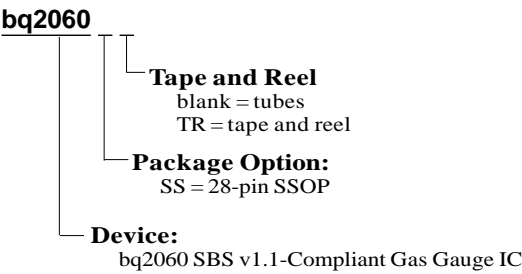 bq2060
Tape and Reel
blank = tubes
TR = tape and reel
Package Option:
SS = 28-pin SSOP
Device:
bq2060 SBS v1.1-Compliant Gas Gauge IC